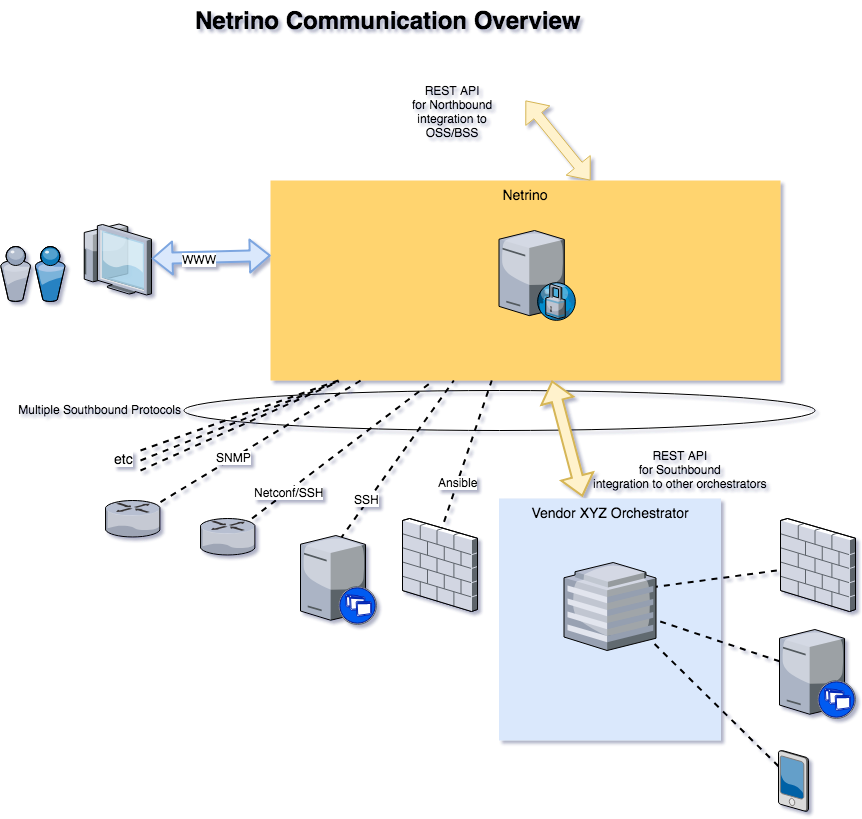 Netrino Communication Overview
REST API
for Northbound
integration to
OSS/BSS
Netrino
WWW
Multiple Southbound Protocols
etc
SNMP
Netconf/SSH
SSH
Ansible
REST API
for Southbound
integration to other orchestrators
Vendor XYZ Orchestrator